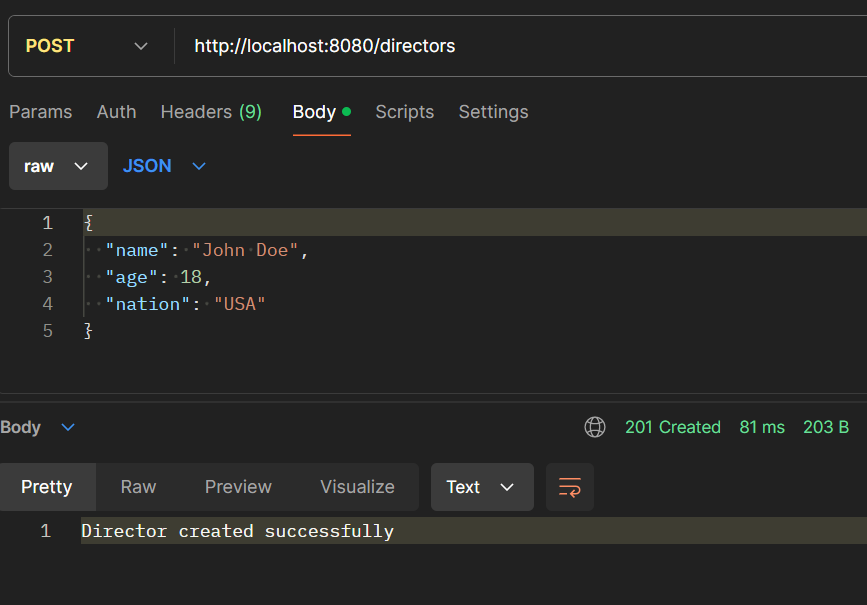 POST http://localhost:8080/directors
Params Auth Headers (9) Body Scripts Settings
raw JSON
1 {
2 "name": "John Doe",
3 "age": 18,
4 "nation": "USA"
5 }
Body 201 Created 81 ms 203 B
Pretty Raw Preview Visualize Text
1 Director created successfully